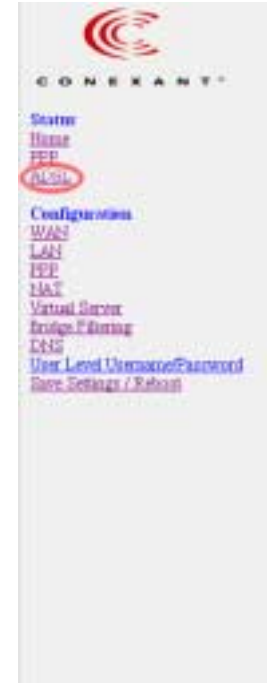 CONEXANT
Status
Home
PPP
ADSL
Configuration
WAN
LAN
PPP
NAT
Virtual Server
Bridge Filtering
DNS
User Level Username/Password
Save Settings / Reboot